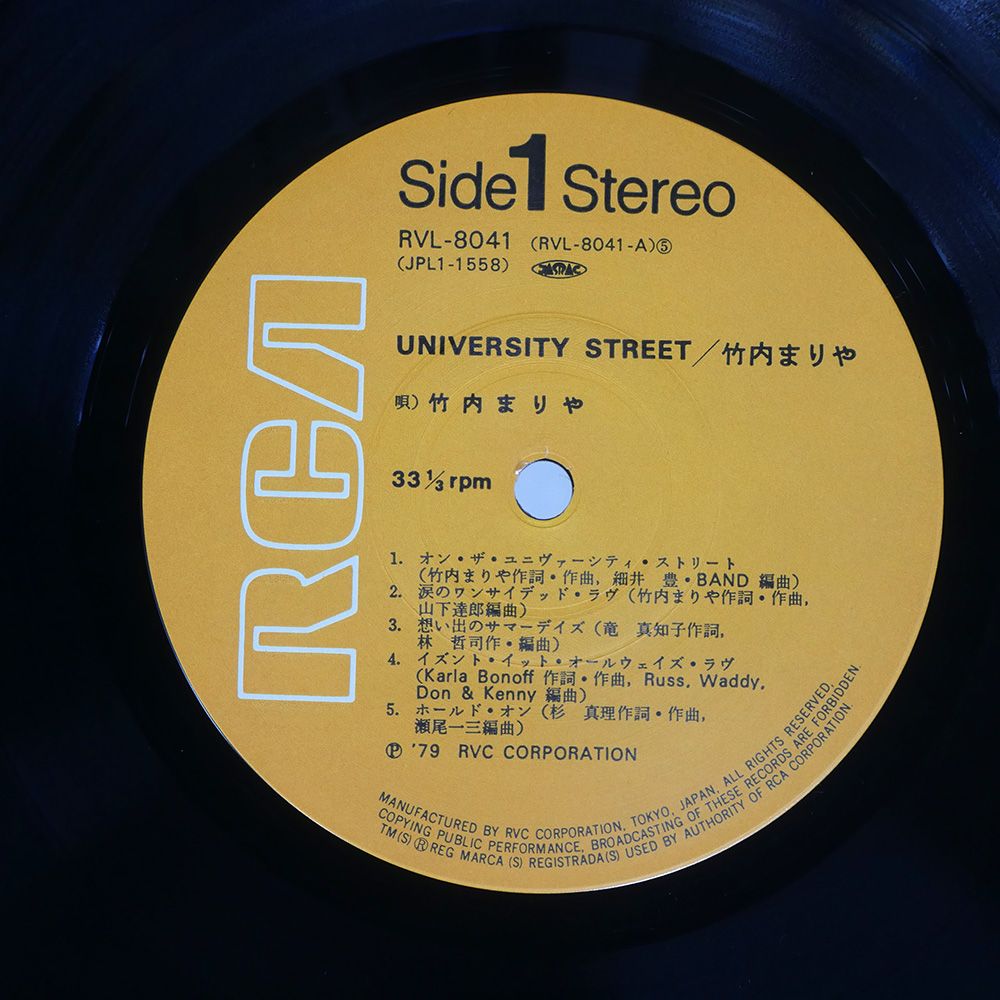 Side 1 Stereo
RVL-8041 (RVL-8041-A)⑤
(JPL1-1558) JASRAC
UNIVERSITY STREET／竹内まりや
唄）竹内まりや
33⅓rpm
RCA
1. オン・ザ・ユニヴァーシティ・ストリート
(竹内まりや作詞・作曲, 細井 豊・BAND 編曲)
2. 涙のワンサイデッド・ラヴ (竹内まりや作詞・作曲,
山下達郎編曲)
3. 想い出のサマーデイズ (竜 真知子作詞,
林 哲司作・編曲)
4. イズント・イット・オールウェイズ・ラヴ
(Karla Bonoff 作詞・作曲, Russ, Waddy,
Don & Kenny 編曲)
5. ホールド・オン (杉 真理作詞・作曲,
瀬尾一三編曲)
Ⓟ '79 RVC CORPORATION
MANUFACTURED BY RVC CORPORATION, TOKYO, JAPAN, ALL RIGHTS RESERVED,
COPYING PUBLIC PERFORMANCE, BROADCASTING OF THESE RECORDS ARE FORBIDDEN.
TM(S) ® REG MARCA (S) REGISTRADA(S) USED BY AUTHORITY OF RCA CORPORATION.